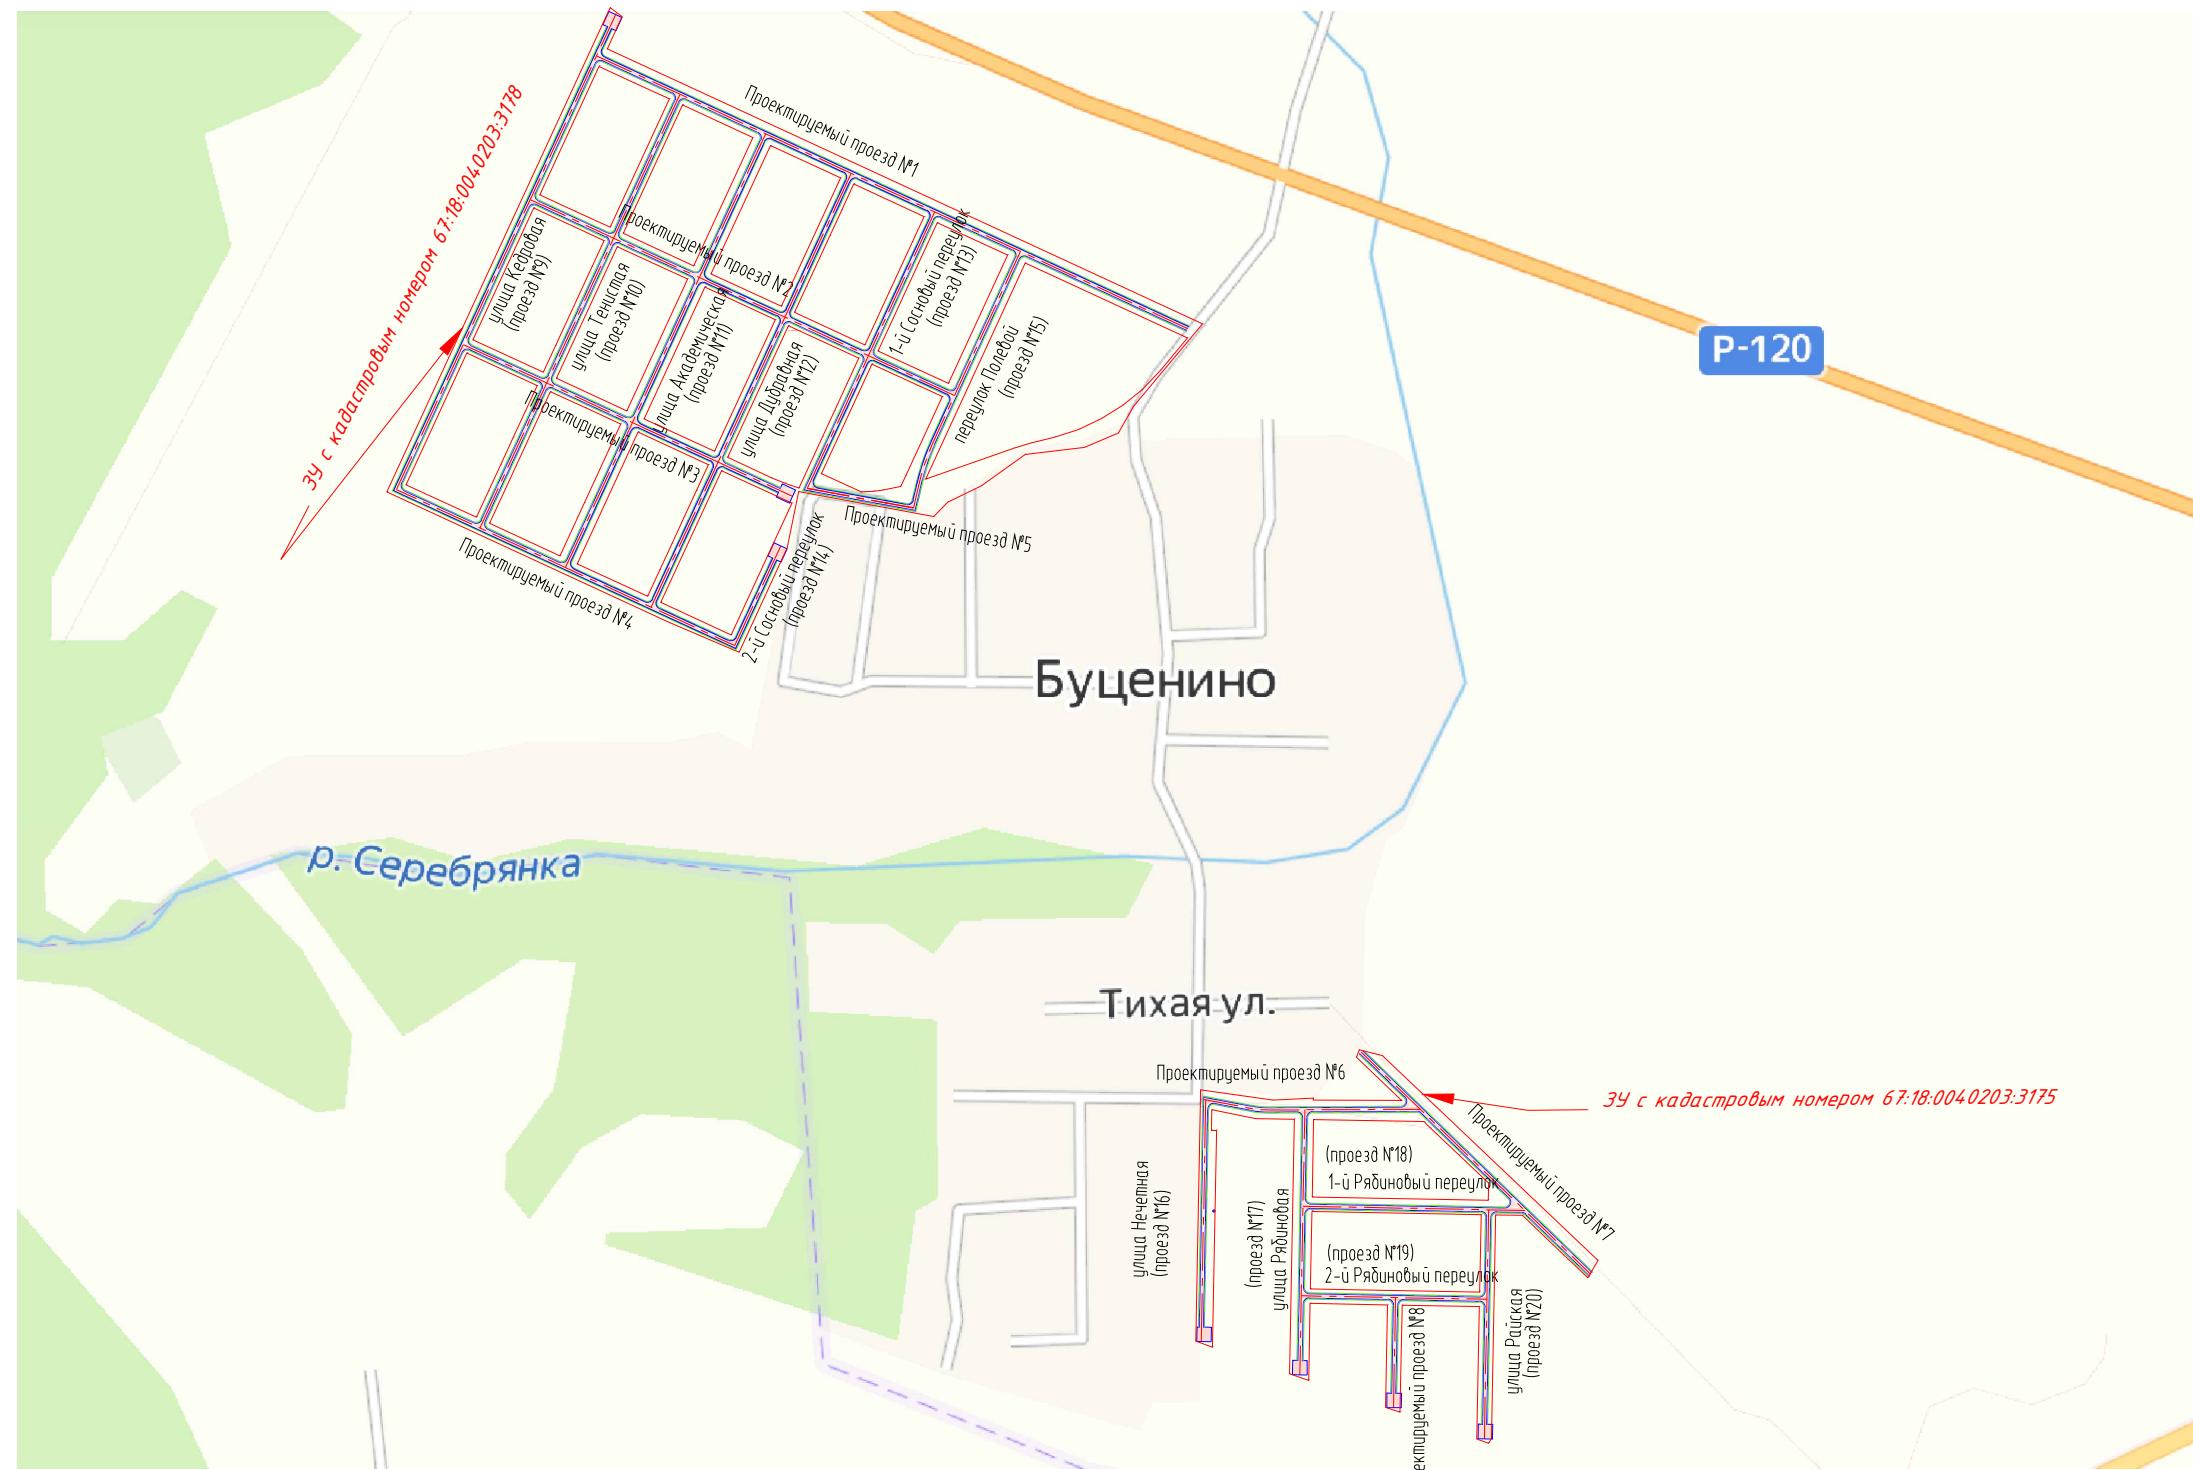 Проектируемый проезд №1
ЗУ с кадастровым номером 67:18:0040203:3178
Проектируемый проезд №2
улица Кедровая
(проезд №9)
улица Тенистая
(проезд №10)
улица Академическая
(проезд №11)
улица Дубравная
(проезд №12)
1-й Сосновый переулок
(проезд №13)
переулок Полевой
(проезд №15)
Р-120
Проектируемый проезд №3
Проектируемый проезд №5
Проектируемый проезд №4
2-й Сосновый переулок
(проезд №14)
Буценино
р. Серебрянка
Тихая ул.
Проектируемый проезд №6
ЗУ с кадастровым номером 67:18:0040203:3175
Проектируемый проезд №7
улица Нечетная
(проезд №16)
(проезд №17)
улица Рябиновая
(проезд №18)
1-й Рябиновый переулок
(проезд №19)
2-й Рябиновый переулок
ектируемый проезд №8
улица Райская
(проезд №20)